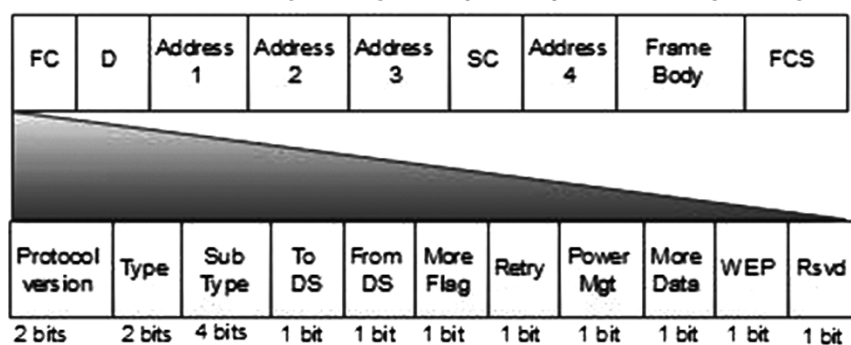 FC D Address 1 Address 2 Address 3 SC Address 4 Frame Body FCS
Protocol version Type Sub Type To DS From DS More Flag Retry Power Mgt More Data WEP Rsvd
2 bits 2 bits 4 bits 1 bit 1 bit 1 bit 1 bit 1 bit 1 bit 1 bit 1 bit